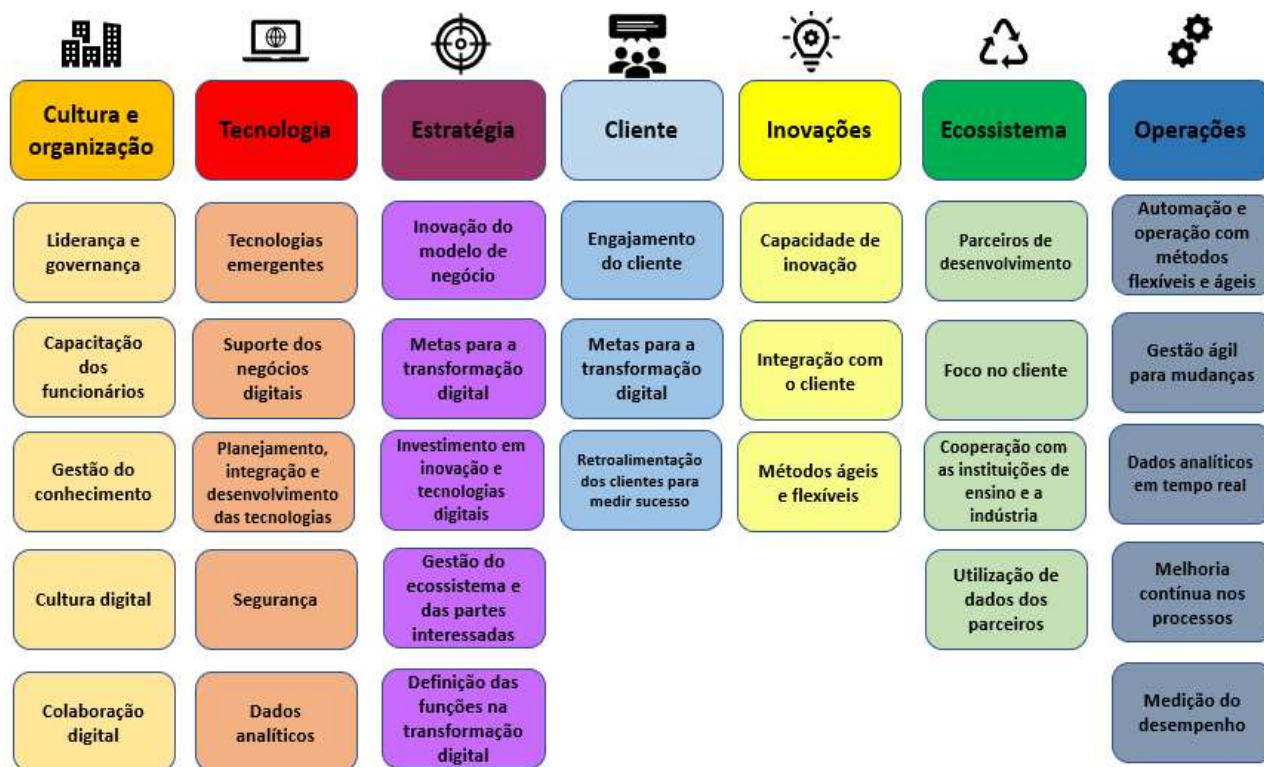 Cultura e
organização
Tecnologia
Estratégia
Cliente
Inovações
Ecossistema
Operações
Liderança e
governança
Tecnologias
emergentes
Inovação do
modelo de
negócio
Engajamento
do cliente
Capacidade de
inovação
Parceiros de
desenvolvimento
Automação e
operação com
métodos
flexíveis e ágeis
Capacitação
dos
funcionários
Suporte dos
negócios
digitais
Metas para a
transformação
digital
Metas para a
transformação
digital
Integração com
o cliente
Foco no cliente
Gestão ágil
para mudanças
Gestão do
conhecimento
Planejamento,
integração e
desenvolvimento
das tecnologias
Investimento em
inovação e
tecnologias
digitais
Retroalimentação
dos clientes para
medir sucesso
Métodos ágeis
e flexíveis
Cooperação com
as instituições de
ensino e a
indústria
Dados analíticos
em tempo real
Cultura digital
Segurança
Gestão do
ecossistema e
das partes
interessadas
Utilização de
dados dos
parceiros
Melhoria
contínua nos
processos
Colaboração
digital
Dados
analíticos
Definição das
funções na
transformação
digital
Medição do
desempenho